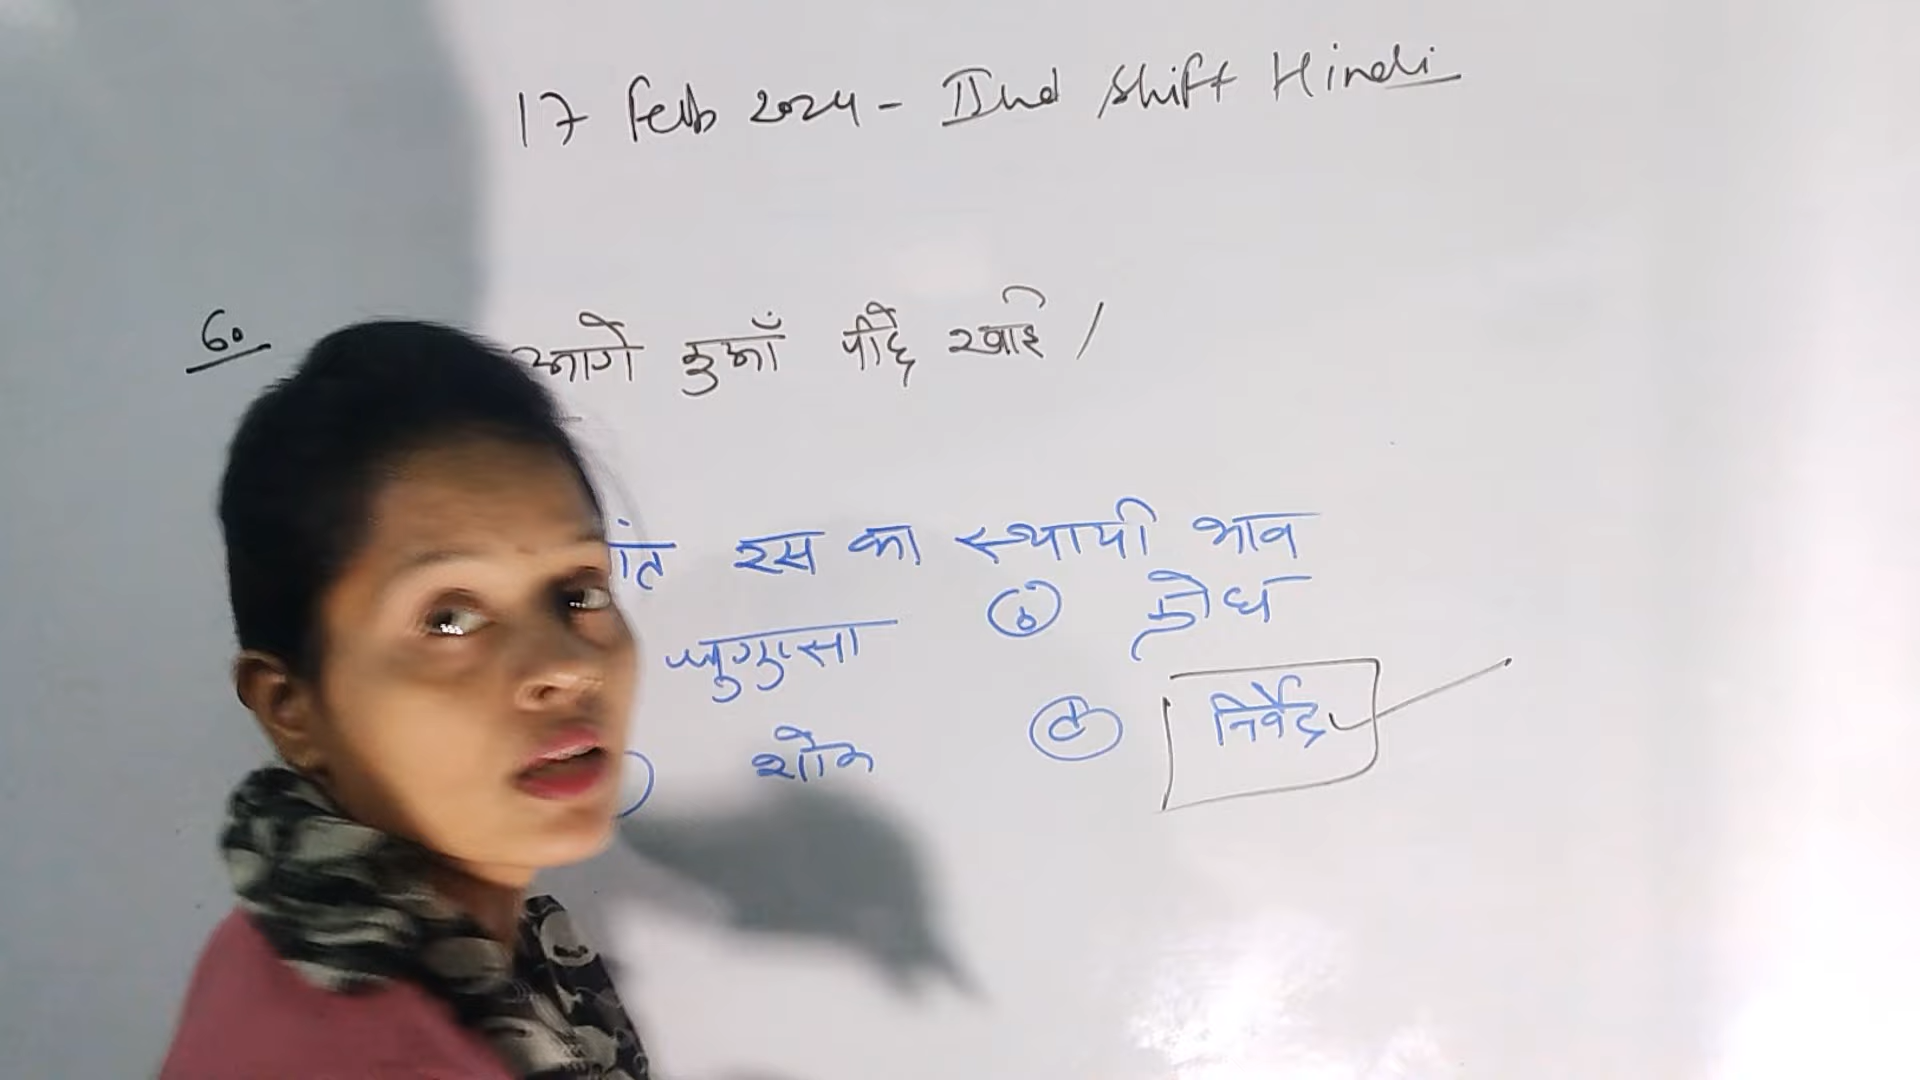 17 Feb 2024 - IInd Shift Hindi
60 आगे कुआँ पीछे खाई /
रस का स्थायी भाव
जुगुप्सा (b) क्रोध
शोक (d) निर्वेद